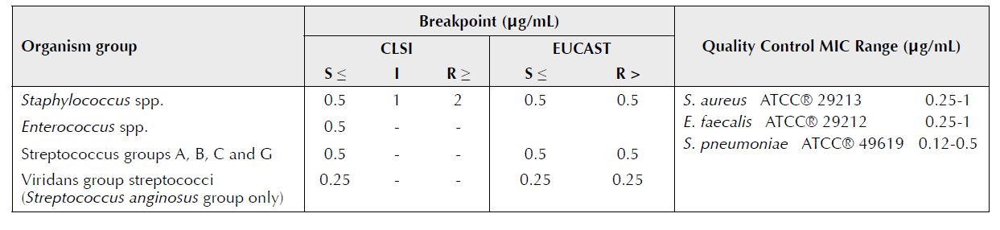 Organism group Breakpoint (μg/mL) Quality Control MIC Range (μg/mL)
CLSI EUCAST
S ≤ I R ≥ S ≤ R >
Staphylococcus spp. 0.5 1 2 0.5 0.5 S. aureus ATCC® 29213 0.25-1
Enterococcus spp. 0.5 - - E. faecalis ATCC® 29212 0.25-1
Streptococcus groups A, B, C and G 0.5 - - 0.5 0.5 S. pneumoniae ATCC® 49619 0.12-0.5
Viridans group streptococci 0.25 - - 0.25 0.25
(Streptococcus anginosus group only)